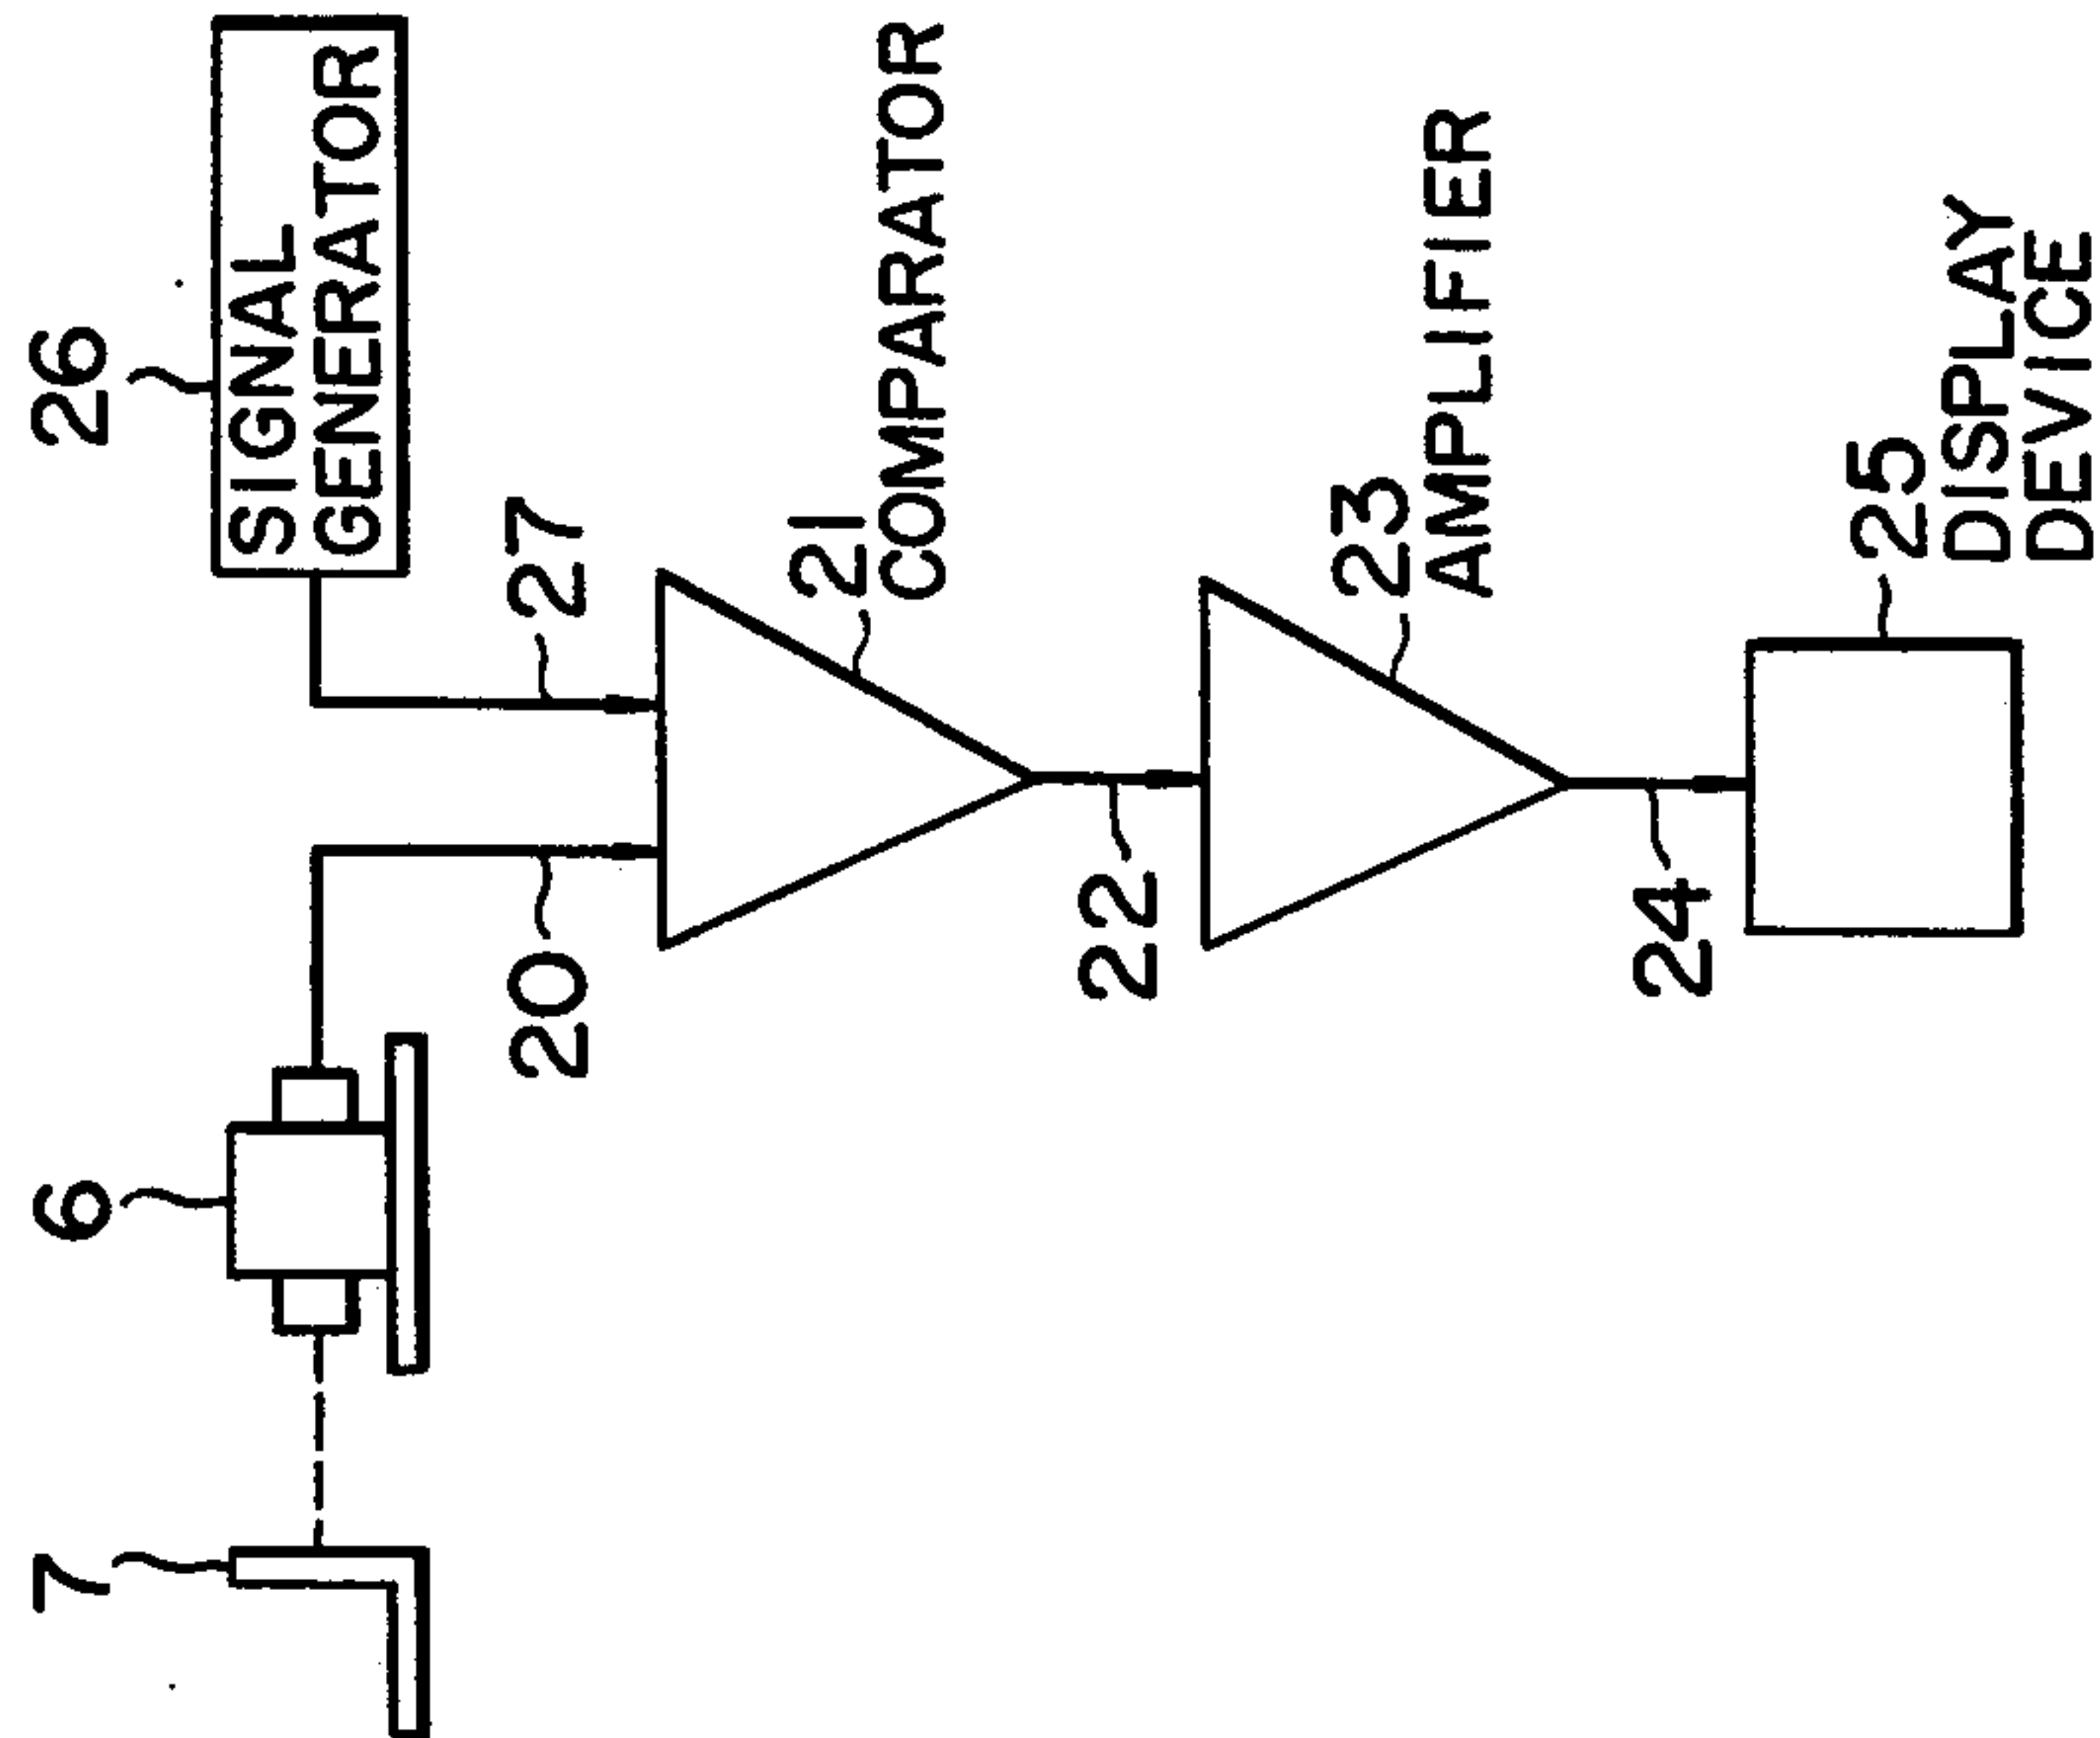 7
6
26
SIGNAL
GENERATOR
20
27
21
COMPARATOR
22
23
AMPLIFIER
24
25
DISPLAY
DEVICE